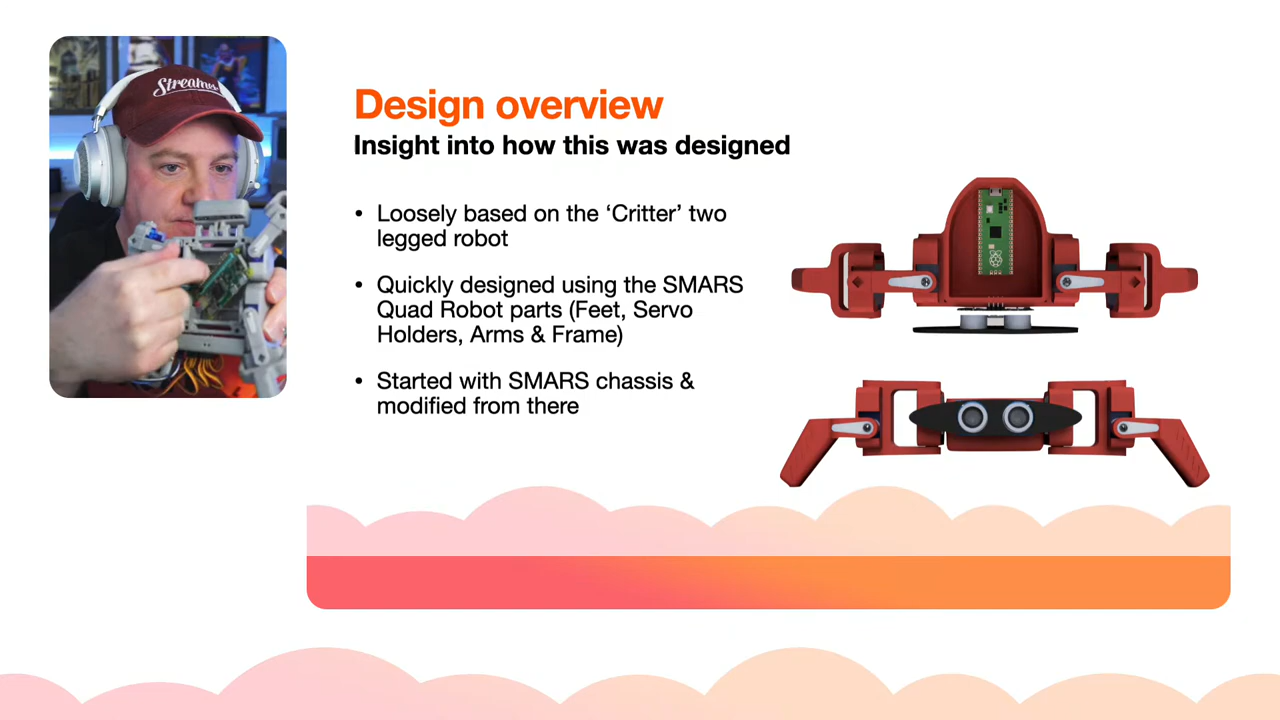 Streams
Design overview
Insight into how this was designed
• Loosely based on the ‘Critter’ two
legged robot
• Quickly designed using the SMARS
Quad Robot parts (Feet, Servo
Holders, Arms & Frame)
• Started with SMARS chassis &
modified from there